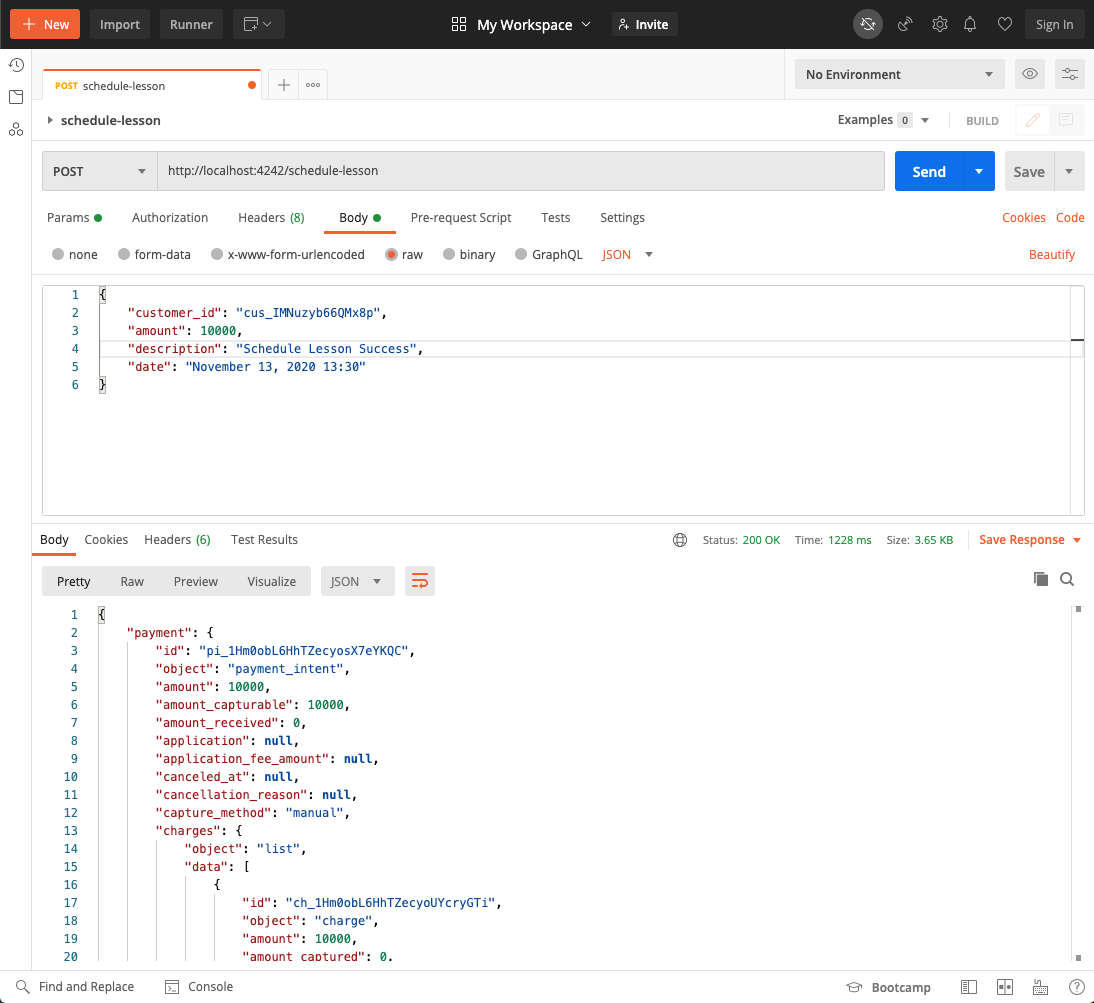 New Import Runner My Workspace Invite Sign In
POST schedule-lesson No Environment
schedule-lesson Examples 0 BUILD
POST http://localhost:4242/schedule-lesson Send Save
Params Authorization Headers (8) Body Pre-request Script Tests Settings Cookies Code
none form-data x-www-form-urlencoded raw binary GraphQL JSON Beautify
1 {
2 "customer_id": "cus_IMNuzyb66QMx8p",
3 "amount": 10000,
4 "description": "Schedule Lesson Success",
5 "date": "November 13, 2020 13:30"
6 }
Body Cookies Headers (6) Test Results Status: 200 OK Time: 1228 ms Size: 3.65 KB Save Response
Pretty Raw Preview Visualize JSON
1 {
2 "payment": {
3 "id": "pi_1Hm0obL6HhTZecyosX7eYKQC",
4 "object": "payment_intent",
5 "amount": 10000,
6 "amount_capturable": 10000,
7 "amount_received": 0,
8 "application": null,
9 "application_fee_amount": null,
10 "canceled_at": null,
11 "cancellation_reason": null,
12 "capture_method": "manual",
13 "charges": {
14 "object": "list",
15 "data": [
16 {
17 "id": "ch_1Hm0obL6HhTZecyoUYcryGTi",
18 "object": "charge",
19 "amount": 10000,
20 "amount_captured": 0,
Find and Replace Console Bootcamp